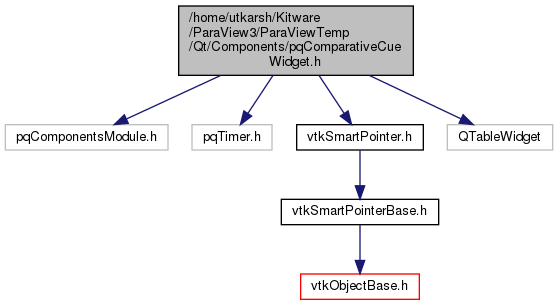 /home/utkarsh/Kitware
/ParaView3/ParaViewTemp
/Qt/Components/pqComparativeCue
Widget.h
pqComponentsModule.h
pqTimer.h
vtkSmartPointer.h
QTableWidget
vtkSmartPointerBase.h
vtkObjectBase.h